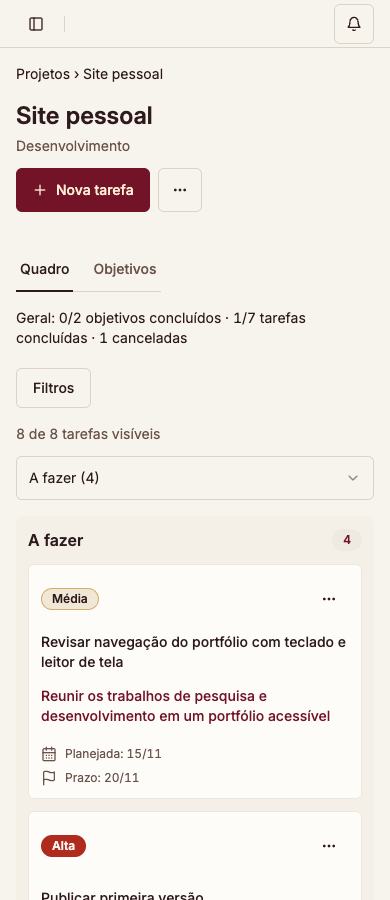 Projetos › Site pessoal
Site pessoal
Desenvolvimento
+ Nova tarefa
Quadro Objetivos
Geral: 0/2 objetivos concluídos · 1/7 tarefas
concluídas · 1 canceladas
Filtros
8 de 8 tarefas visíveis
A fazer (4)
A fazer 4
Média
Revisar navegação do portfólio com teclado e
leitor de tela
Reunir os trabalhos de pesquisa e
desenvolvimento em um portfólio acessível
Planejada: 15/11
Prazo: 20/11
Alta
Publicar primeira versão